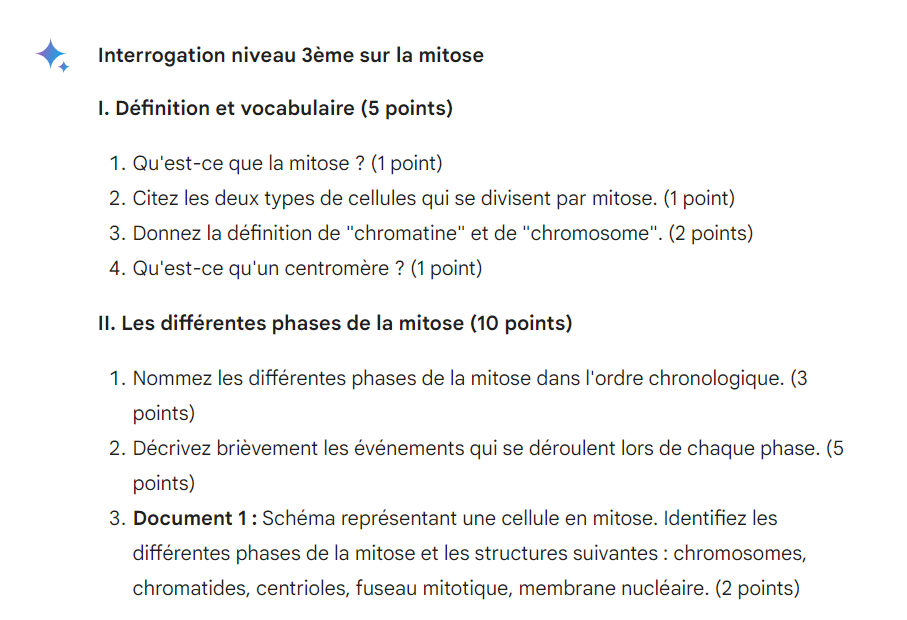 Interrogation niveau 3ème sur la mitose
I. Définition et vocabulaire (5 points)
1. Qu'est-ce que la mitose ? (1 point)
2. Citez les deux types de cellules qui se divisent par mitose. (1 point)
3. Donnez la définition de "chromatine" et de "chromosome". (2 points)
4. Qu'est-ce qu'un centromère ? (1 point)
II. Les différentes phases de la mitose (10 points)
1. Nommez les différentes phases de la mitose dans l'ordre chronologique. (3
points)
2. Décrivez brièvement les événements qui se déroulent lors de chaque phase. (5
points)
3. Document 1 : Schéma représentant une cellule en mitose. Identifiez les
différentes phases de la mitose et les structures suivantes : chromosomes,
chromatides, centrioles, fuseau mitotique, membrane nucléaire. (2 points)